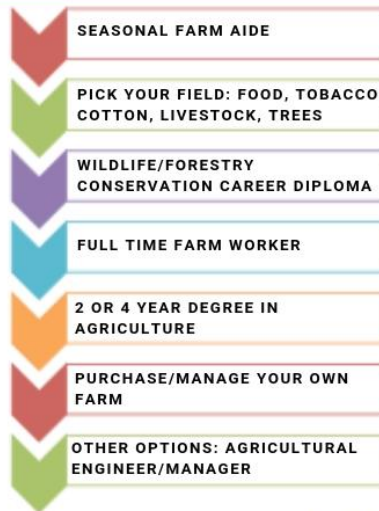 SEASONAL FARM AIDE
PICK YOUR FIELD: FOOD, TOBACCO
COTTON, LIVESTOCK, TREES
WILDLIFE/FORESTRY
CONSERVATION CAREER DIPLOMA
FULL TIME FARM WORKER
2 OR 4 YEAR DEGREE IN
AGRICULTURE
PURCHASE/MANAGE YOUR OWN
FARM
OTHER OPTIONS: AGRICULTURAL
ENGINEER/MANAGER